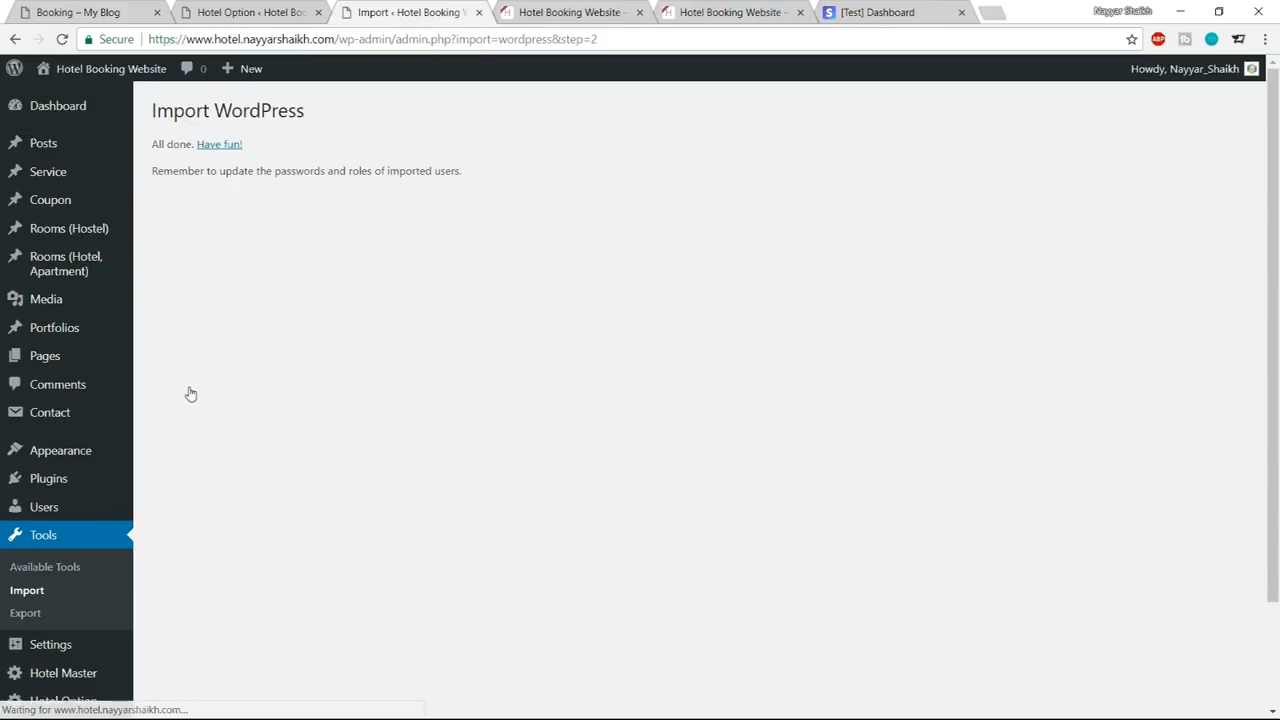 Booking – My Blog
Hotel Option ‹ Hotel Boo
Import ‹ Hotel Booking W
Hotel Booking Website –
Hotel Booking Website –
[Test] Dashboard
Nayyar Shaikh
Secure
https://www.hotel.nayyarshaikh.com/wp-admin/admin.php?import=wordpress&step=2
ABP
Hotel Booking Website
0
New
Howdy, Nayyar_Shaikh
Dashboard
Posts
Service
Coupon
Rooms (Hostel)
Rooms (Hotel,
Apartment)
Media
Portfolios
Pages
Comments
Contact
Appearance
Plugins
Users
Tools
Available Tools
Import
Export
Settings
Hotel Master
Hotel Option
Import WordPress
All done. Have fun!
Remember to update the passwords and roles of imported users.
Waiting for www.hotel.nayyarshaikh.com...